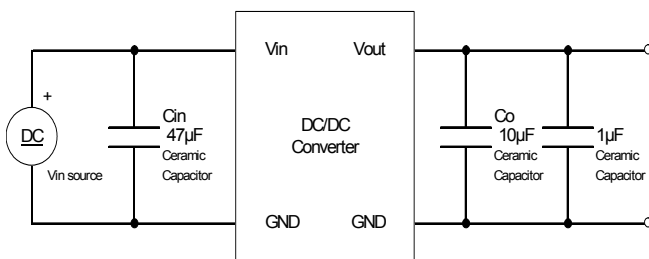 Vin
Vout
+
DC
Vin source
Cin
47µF
Ceramic
Capacitor
DC/DC
Converter
Co
10µF
Ceramic
Capacitor
1µF
Ceramic
Capacitor
GND
GND